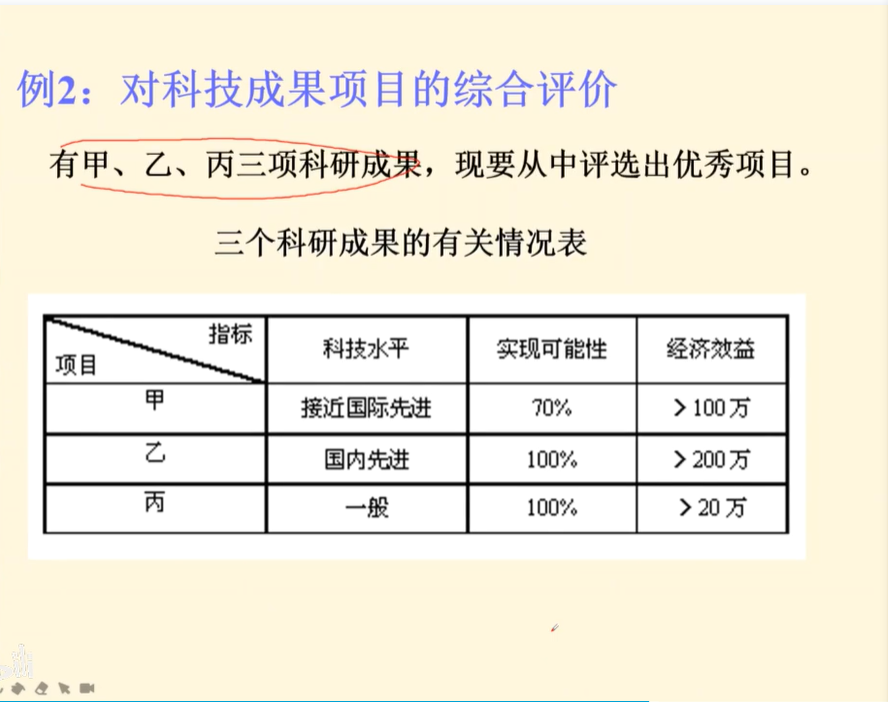 例2：对科技成果项目的综合评价
有甲、乙、丙三项科研成果，现要从中评选出优秀项目。
三个科研成果的有关情况表
指标
项目 科技水平 实现可能性 经济效益
甲 接近国际先进 70% ＞100万
乙 国内先进 100% ＞200万
丙 一般 100% ＞20万